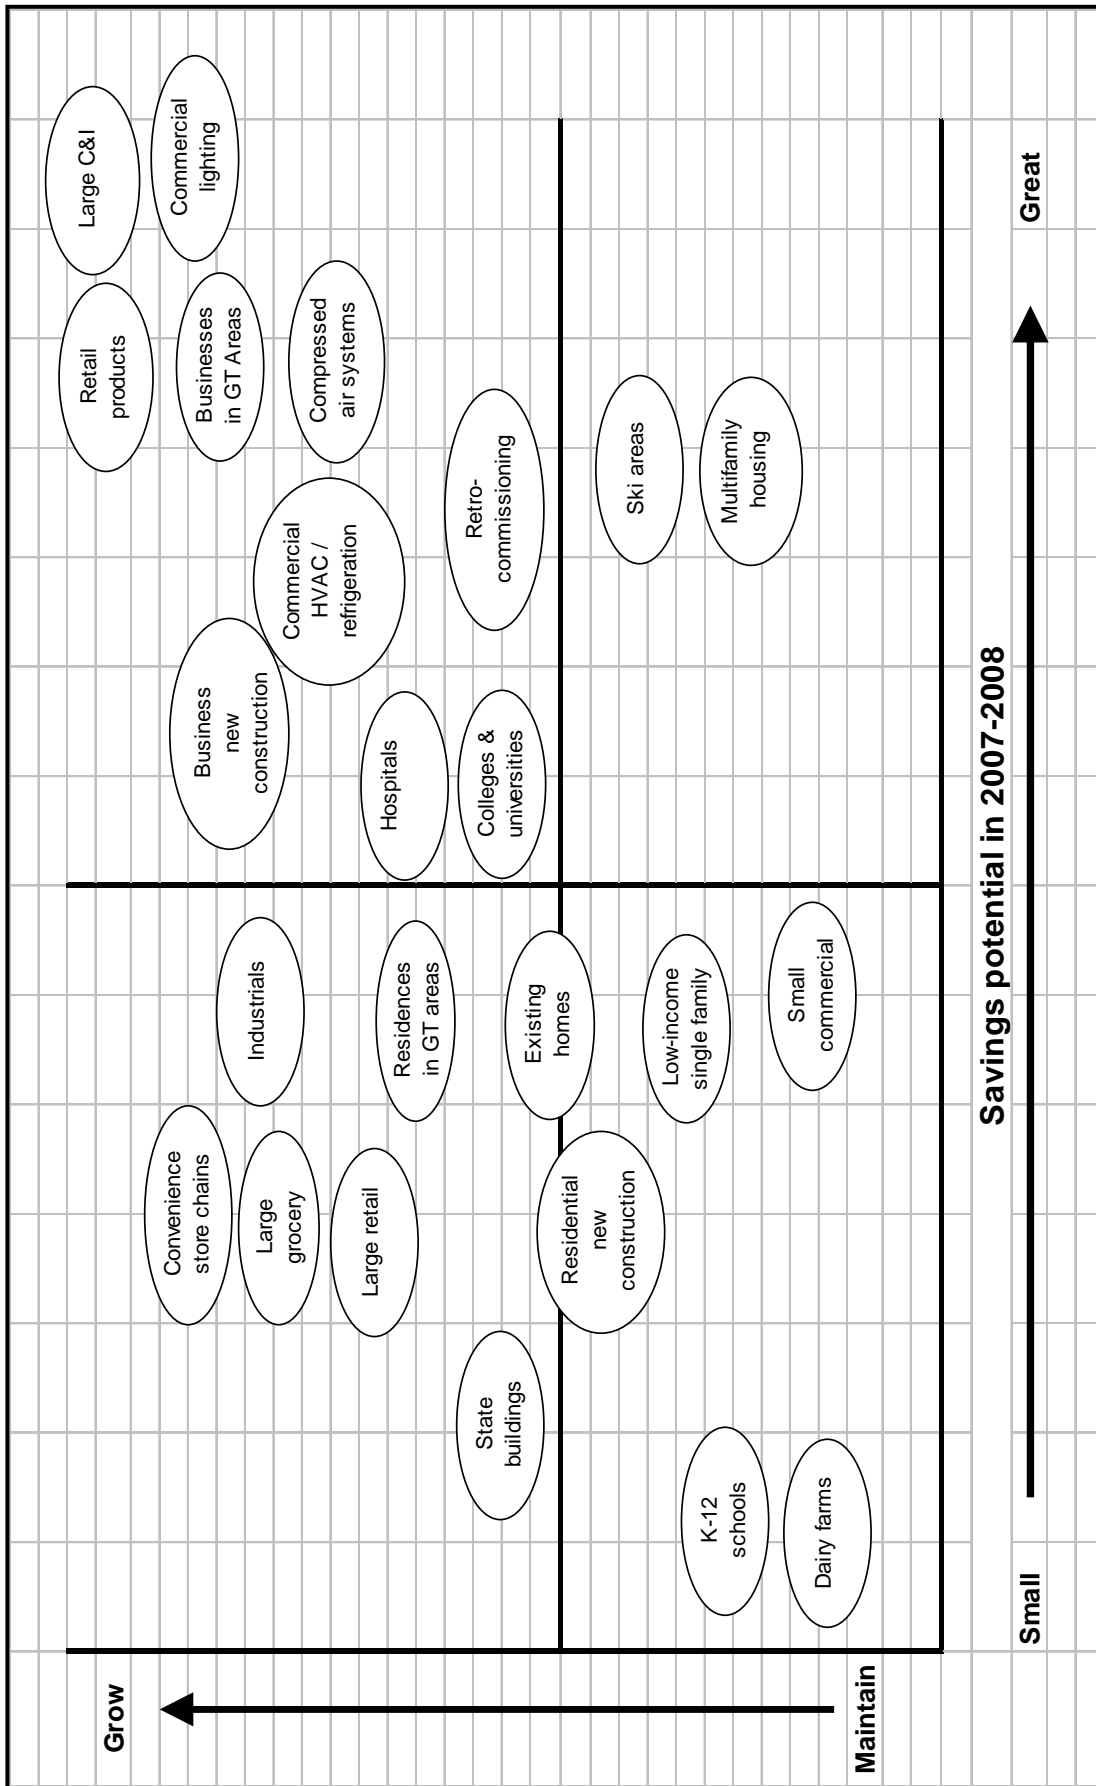 Grow
Maintain
Large C&I
Commercial
lighting
Retail
products
Businesses
in GT Areas
Compressed
air systems
Commercial
HVAC /
refrigeration
Business
new
construction
Retro-
commissioning
Hospitals
Colleges &
universities
Ski areas
Multifamily
housing
Industrials
Residences
in GT areas
Existing
homes
Low-income
single family
Small
commercial
Convenience
store chains
Large
grocery
Large retail
Residential
new
construction
State
buildings
K-12
schools
Dairy farms
Savings potential in 2007-2008
Small
Great